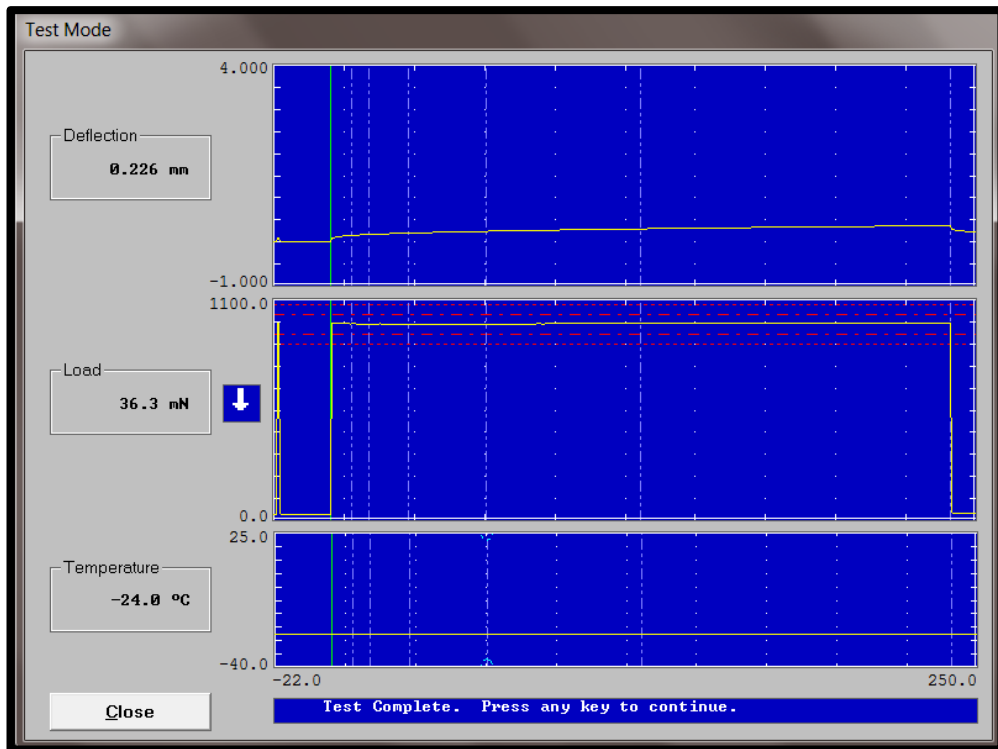 Test Mode
4.000
Deflection
0.226 mm
-1.000
1100.0
Load
36.3 mN
0.0
25.0
Temperature
-24.0 ºC
-40.0
-22.0 250.0
Close
Test Complete. Press any key to continue.